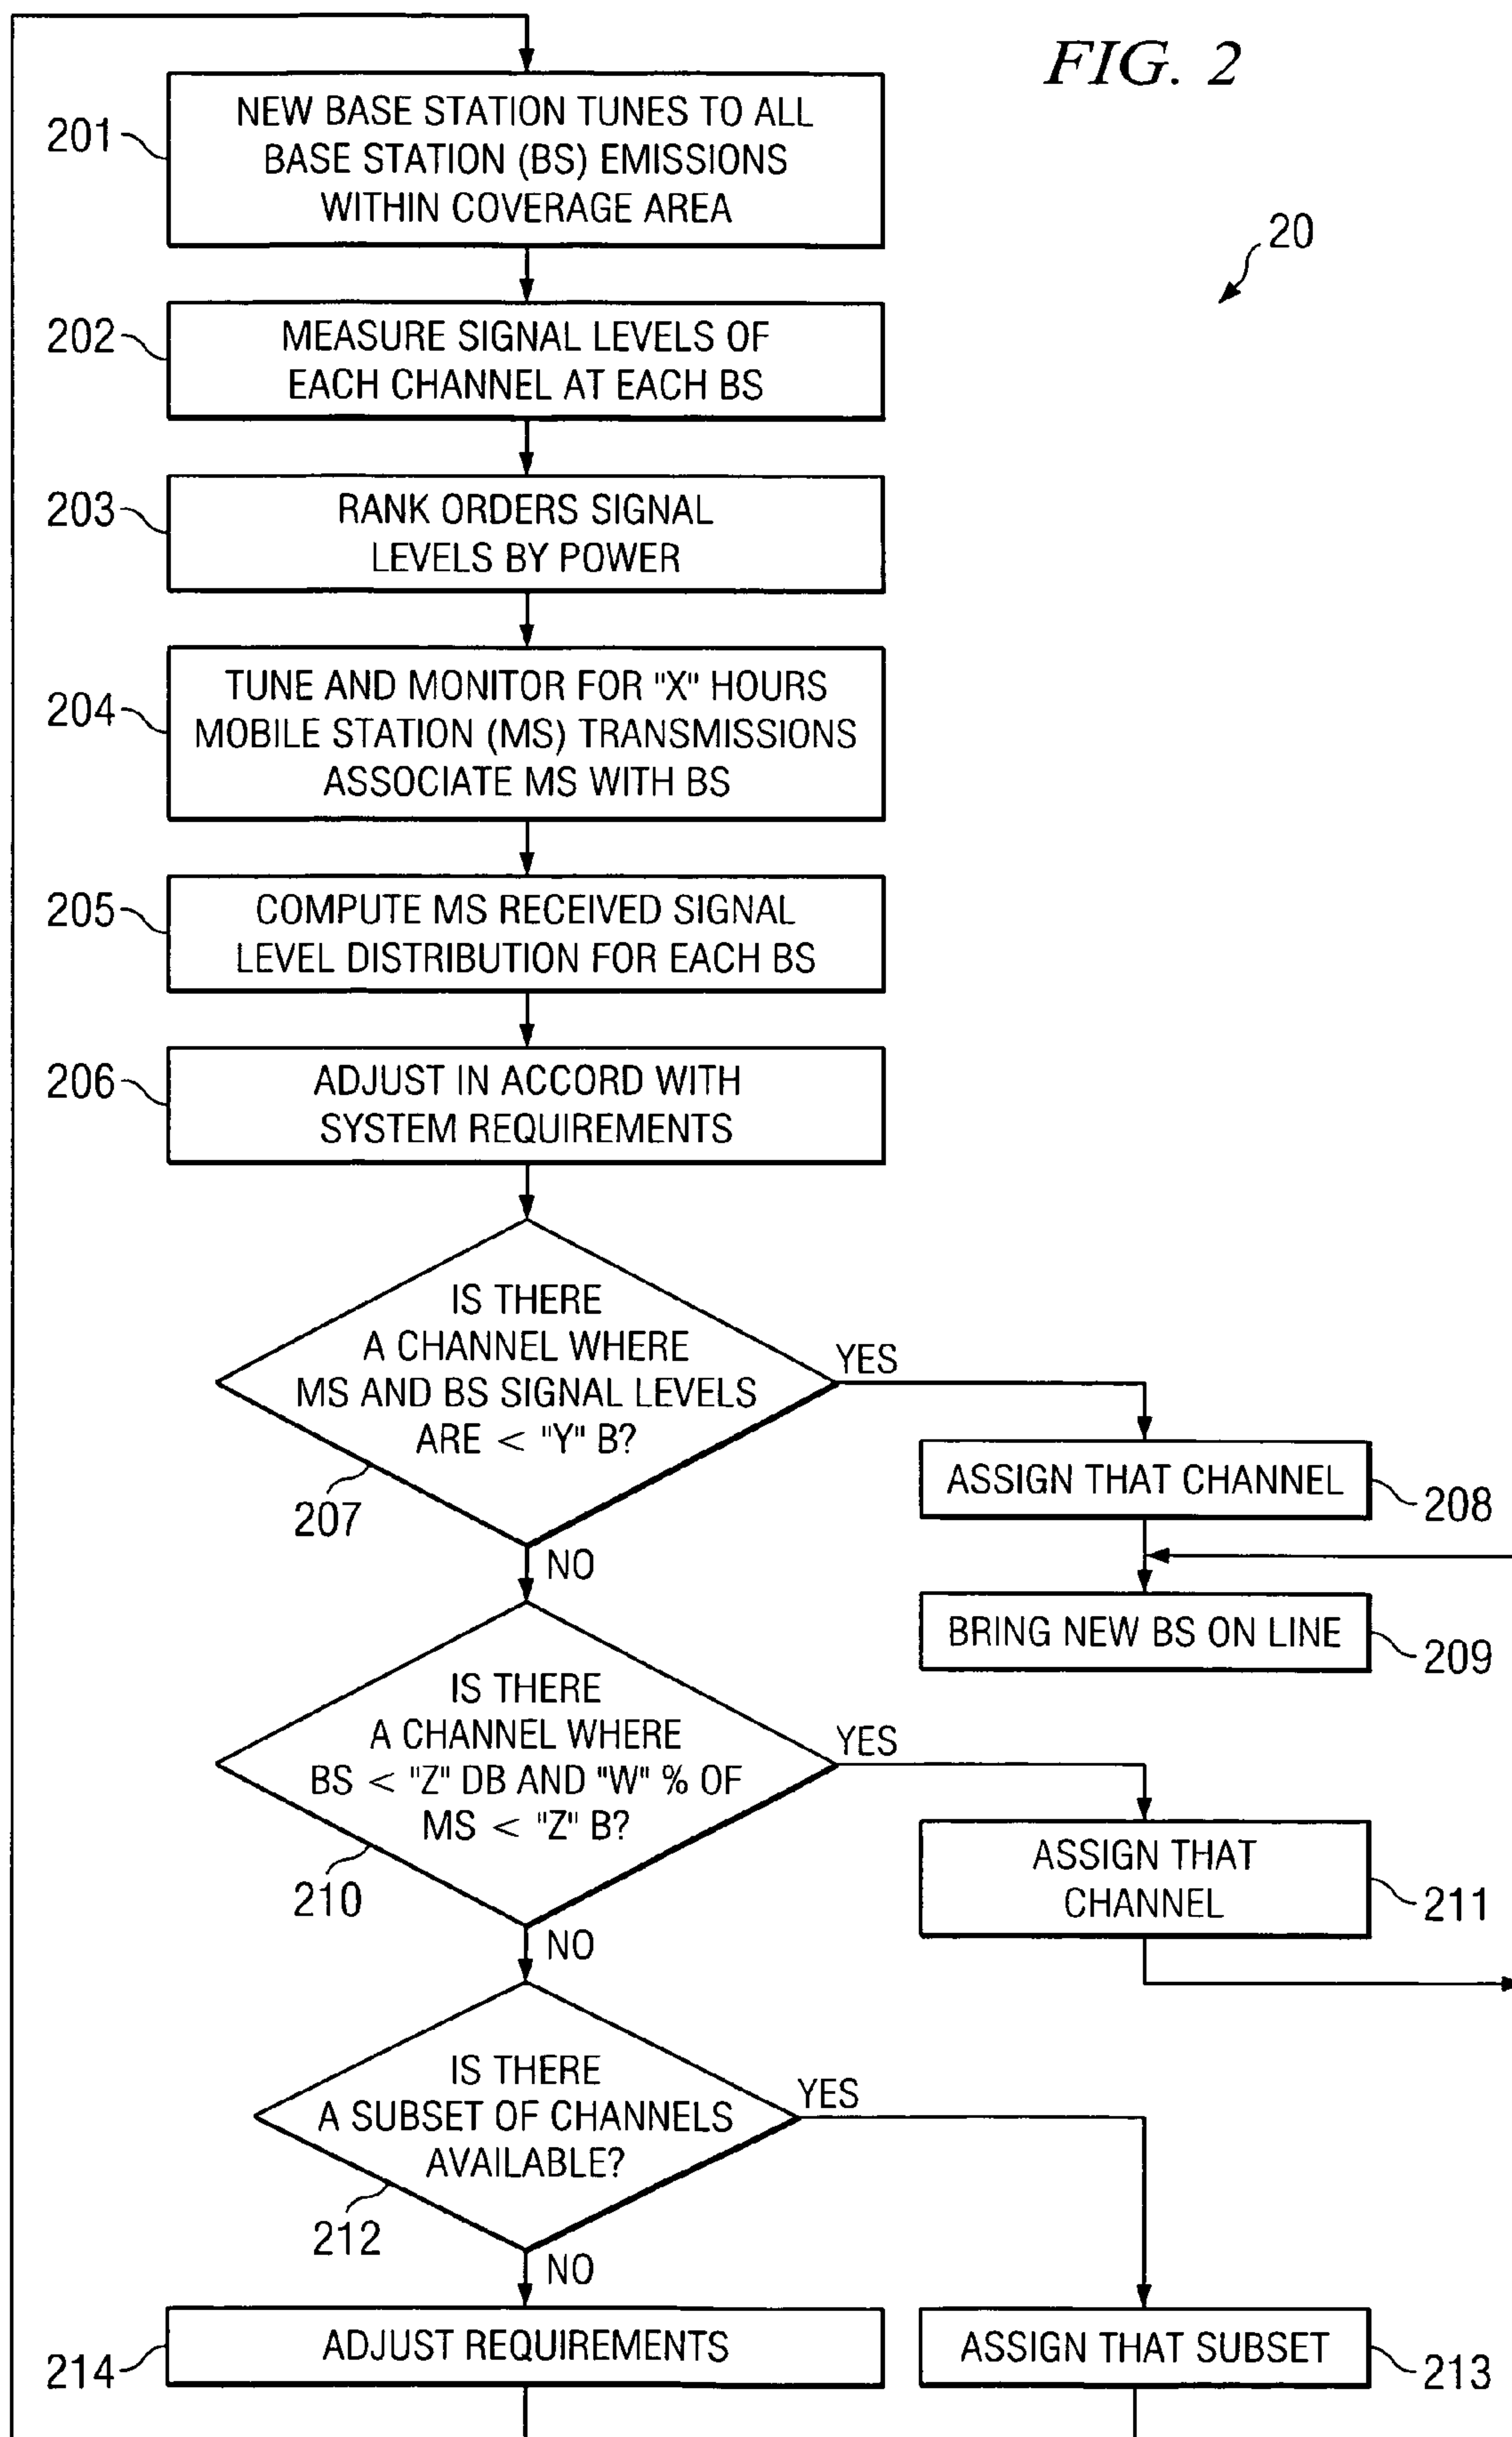 FIG. 2
20
201
NEW BASE STATION TUNES TO ALL
BASE STATION (BS) EMISSIONS
WITHIN COVERAGE AREA
202
MEASURE SIGNAL LEVELS OF
EACH CHANNEL AT EACH BS
203
RANK ORDERS SIGNAL
LEVELS BY POWER
204
TUNE AND MONITOR FOR "X" HOURS
MOBILE STATION (MS) TRANSMISSIONS
ASSOCIATE MS WITH BS
205
COMPUTE MS RECEIVED SIGNAL
LEVEL DISTRIBUTION FOR EACH BS
206
ADJUST IN ACCORD WITH
SYSTEM REQUIREMENTS
IS THERE
A CHANNEL WHERE
MS AND BS SIGNAL LEVELS
ARE < "Y" B?
207
YES
NO
ASSIGN THAT CHANNEL
208
BRING NEW BS ON LINE
209
IS THERE
A CHANNEL WHERE
BS < "Z" DB AND "W" % OF
MS < "Z" B?
210
YES
NO
ASSIGN THAT
CHANNEL
211
IS THERE
A SUBSET OF CHANNELS
AVAILABLE?
212
YES
NO
214
ADJUST REQUIREMENTS
ASSIGN THAT SUBSET
213